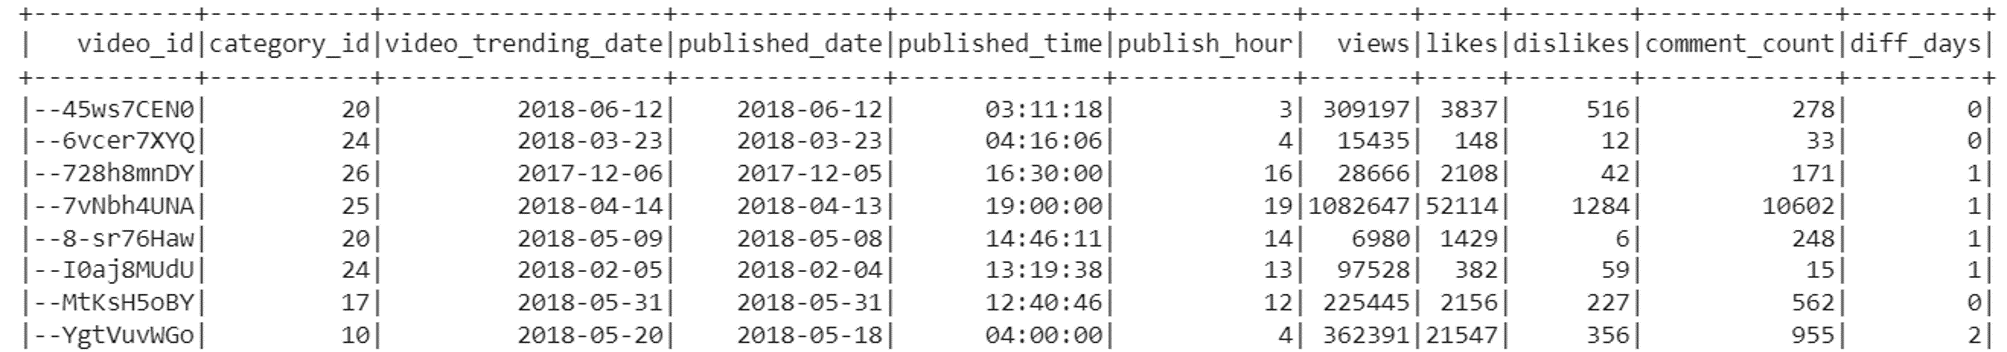 +-----------+-----------+-------------------+--------------+--------------+------------+-------+-----+--------+-------------+---------+
|   video_id|category_id|video_trending_date|published_date|published_time|publish_hour|  views|likes|dislikes|comment_count|diff_days|
+-----------+-----------+-------------------+--------------+--------------+------------+-------+-----+--------+-------------+---------+
|--45ws7CEN0|         20|         2018-06-12|    2018-06-12|      03:11:18|           3| 309197| 3837|     516|          278|        0|
|--6vcer7XYQ|         24|         2018-03-23|    2018-03-23|      04:16:06|           4|  15435|  148|      12|           33|        0|
|--728h8mnDY|         26|         2017-12-06|    2017-12-05|      16:30:00|          16|  28666| 2108|      42|          171|        1|
|--7vNbh4UNA|         25|         2018-04-14|    2018-04-13|      19:00:00|          19|1082647|52114|    1284|        10602|        1|
|--8-sr76Haw|         20|         2018-05-09|    2018-05-08|      14:46:11|          14|   6980| 1429|       6|          248|        1|
|--I0aj8MUdU|         24|         2018-02-05|    2018-02-04|      13:19:38|          13|  97528|  382|      59|           15|        1|
|--MtKsH5oBY|         17|         2018-05-31|    2018-05-31|      12:40:46|          12| 225445| 2156|     227|          562|        0|
|--YgtVuvWGo|         10|         2018-05-20|    2018-05-18|      04:00:00|           4| 362391|21547|     356|          955|        2|